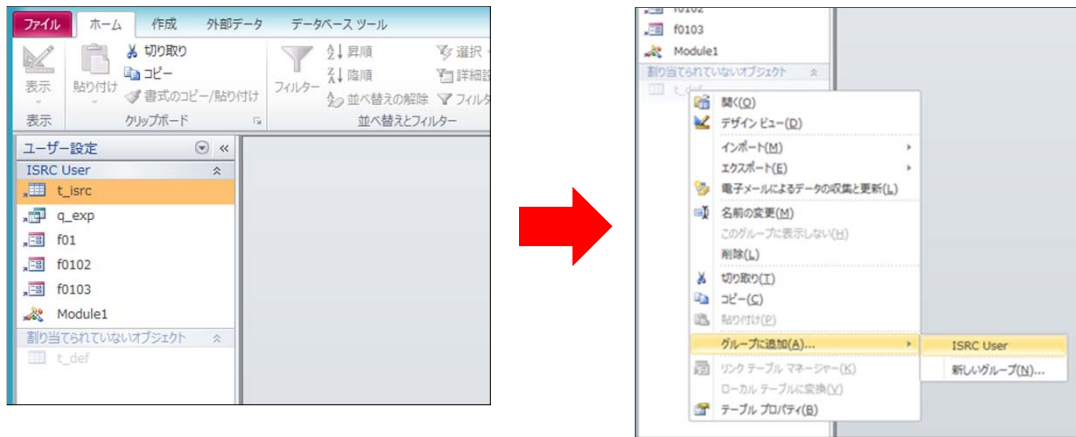 ファイル ホーム 作成 外部データ データベース ツール
表示
貼り付け
切り取り
コピー
書式のコピー/貼り付け
フィルター
昇順
降順
並べ替えの解除
選択
詳細設
フィルタ
表示 クリップボード 並べ替えとフィルター
ユーザー設定
ISRC User
t_isrc
q_exp
f01
f0102
f0103
Module1
割り当てられていないオブジェクト
t_def
f0102
f0103
Module1
割り当てられていないオブジェクト
t_def
開く(O)
デザイン ビュー(D)
インポート(M)
エクスポート(E)
電子メールによるデータの収集と更新(L)
名前の変更(M)
このグループに表示しない(H)
削除(L)
切り取り(T)
コピー(C)
貼り付け(P)
グループに追加(A)...
ISRC User
新しいグループ(N)...
リンク テーブル マネージャー(K)
ローカル テーブルに変換(V)
テーブル プロパティ(B)